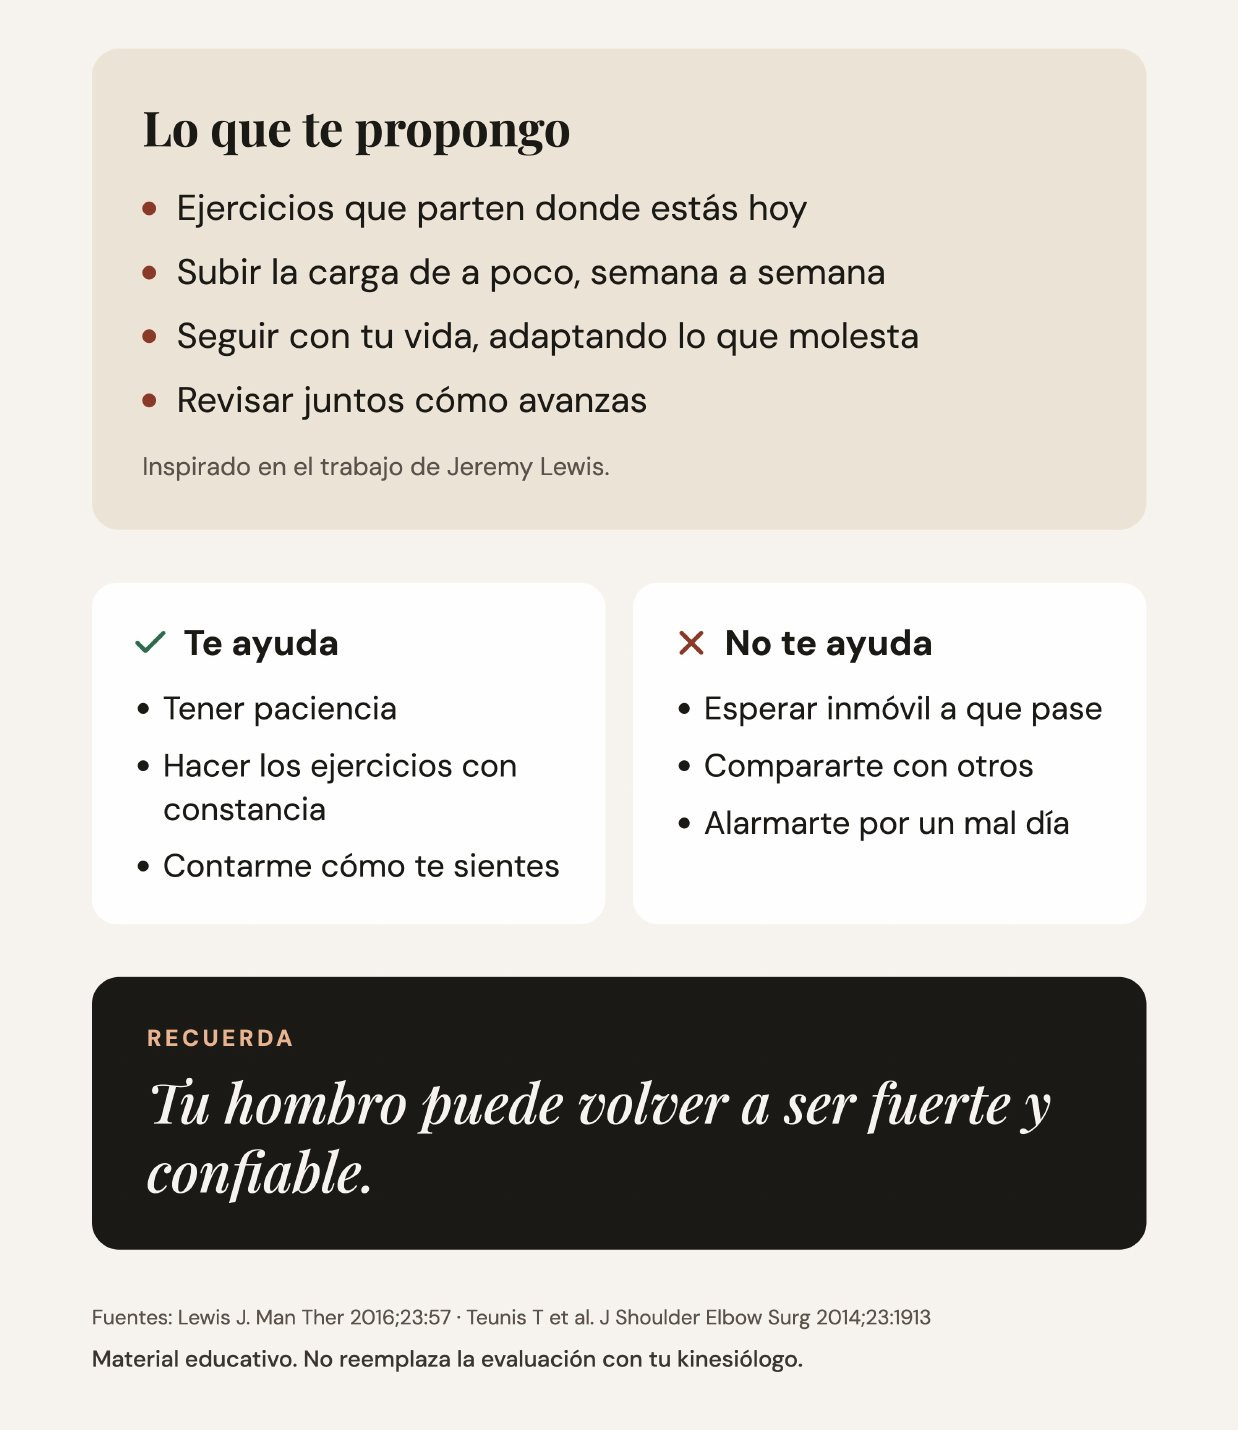 Lo que te propongo
Ejercicios que parten donde estás hoy
Subir la carga de a poco, semana a semana
Seguir con tu vida, adaptando lo que molesta
Revisar juntos cómo avanzas
Inspirado en el trabajo de Jeremy Lewis.
Te ayuda
Tener paciencia
Hacer los ejercicios con
constancia
Contarme cómo te sientes
No te ayuda
Esperar inmóvil a que pase
Compararte con otros
Alarmarte por un mal día
RECUERDA
Tu hombro puede volver a ser fuerte y
confiable.
Fuentes: Lewis J. Man Ther 2016;23:57 · Teunis T et al. J Shoulder Elbow Surg 2014;23:1913
Material educativo. No reemplaza la evaluación con tu kinesiólogo.